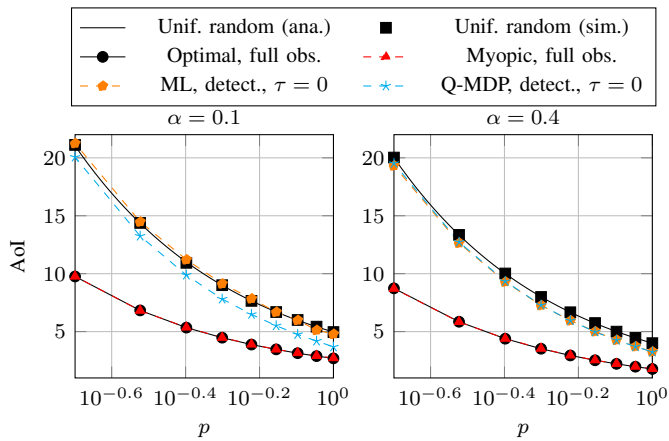 Unif. random (ana.) Unif. random (sim.)
Optimal, full obs. Myopic, full obs.
ML, detect., τ = 0 Q-MDP, detect., τ = 0
α = 0.1 α = 0.4
20 20
15 15
10 10
5 5
AoI
10^{−0.6} 10^{−0.4} 10^{−0.2} 10^{0} 10^{−0.6} 10^{−0.4} 10^{−0.2} 10^{0}
p p